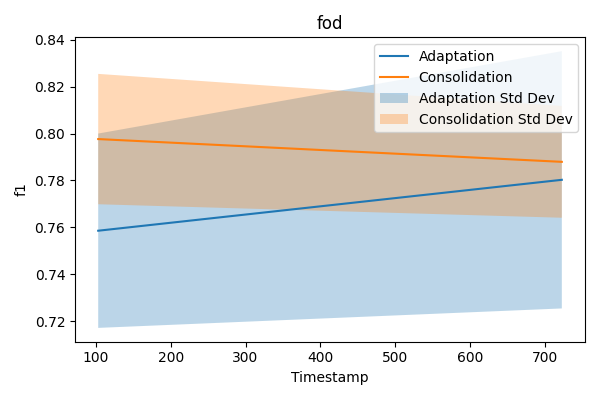 fod
0.84
0.82
0.80
0.78
0.76
0.74
0.72
f1
100
200
300
400
500
600
700
Timestamp
Adaptation
Consolidation
Adaptation Std Dev
Consolidation Std Dev